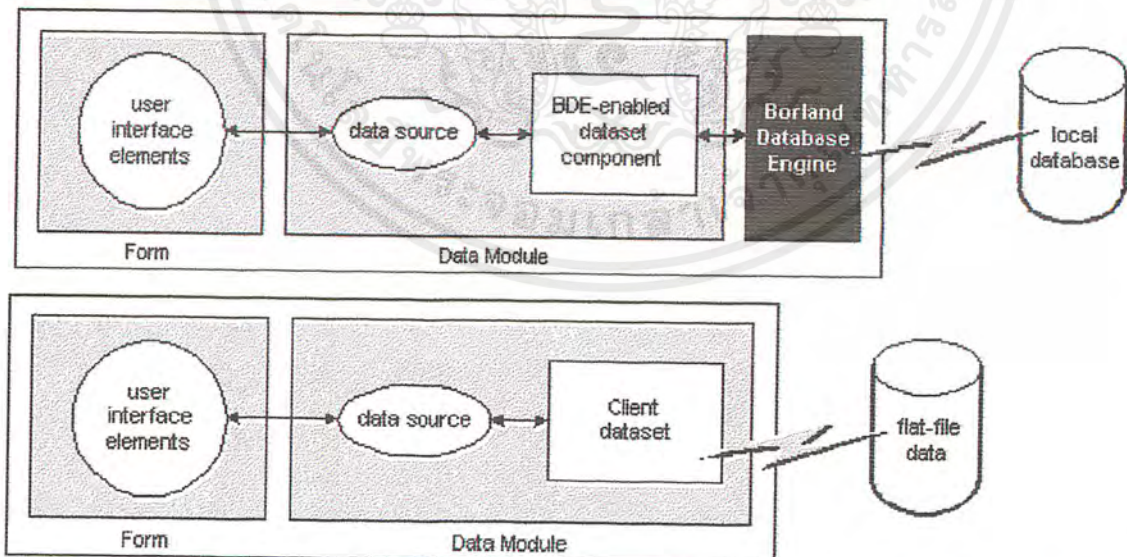 user
interface
elements
data source
BDE-enabled
dataset
component
Borland
Database
Engine
local
database
Form
Data Module
user
interface
elements
data source
Client
dataset
flat-file
data
Form
Data Module